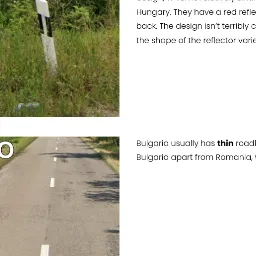 Hungary. They have a red refle
back. The design isn't terribly c
the shape of the reflector varie
O
Bulgaria usually has thin road
Bulgaria apart from Romania,